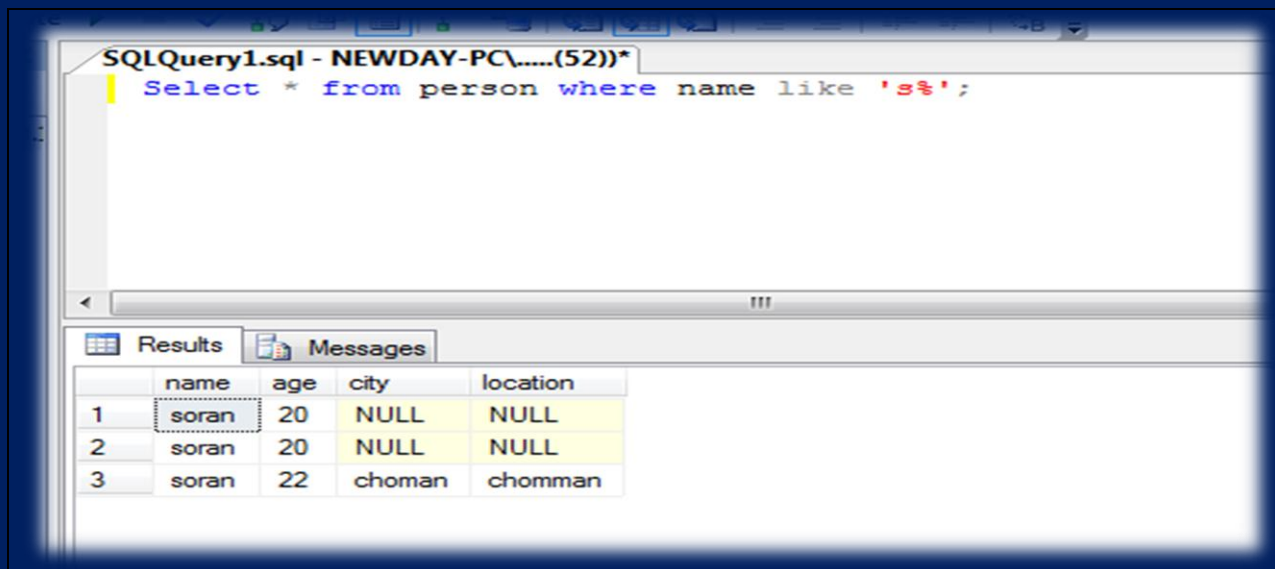 SQLQuery1.sql - NEWDAY-PC\.....(52))*
Select * from person where name like 's%';
Results Messages
name age city location
1 soran 20 NULL NULL
2 soran 20 NULL NULL
3 soran 22 choman chomman